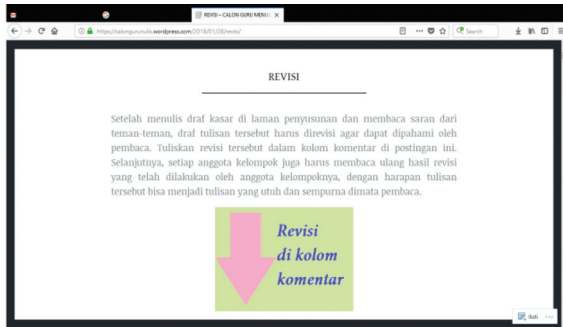 REVISI – CALON GURU MENUL
https://calongurunulis.wordpress.com/2018/01/08/revisi/
Search
REVISI
Setelah menulis draf kasar di laman penyusunan dan membaca saran dari
teman-teman, draf tulisan tersebut harus direvisi agar dapat dipahami oleh
pembaca. Tuliskan revisi tersebut dalam kolom komentar di postingan ini.
Selanjutnya, setiap anggota kelompok juga harus membaca ulang hasil revisi
yang telah dilakukan oleh anggota kelompoknya, dengan harapan tulisan
tersebut bisa menjadi tulisan yang utuh dan sempurna dimata pembaca.
Revisi
di kolom
komentar
Ikuti